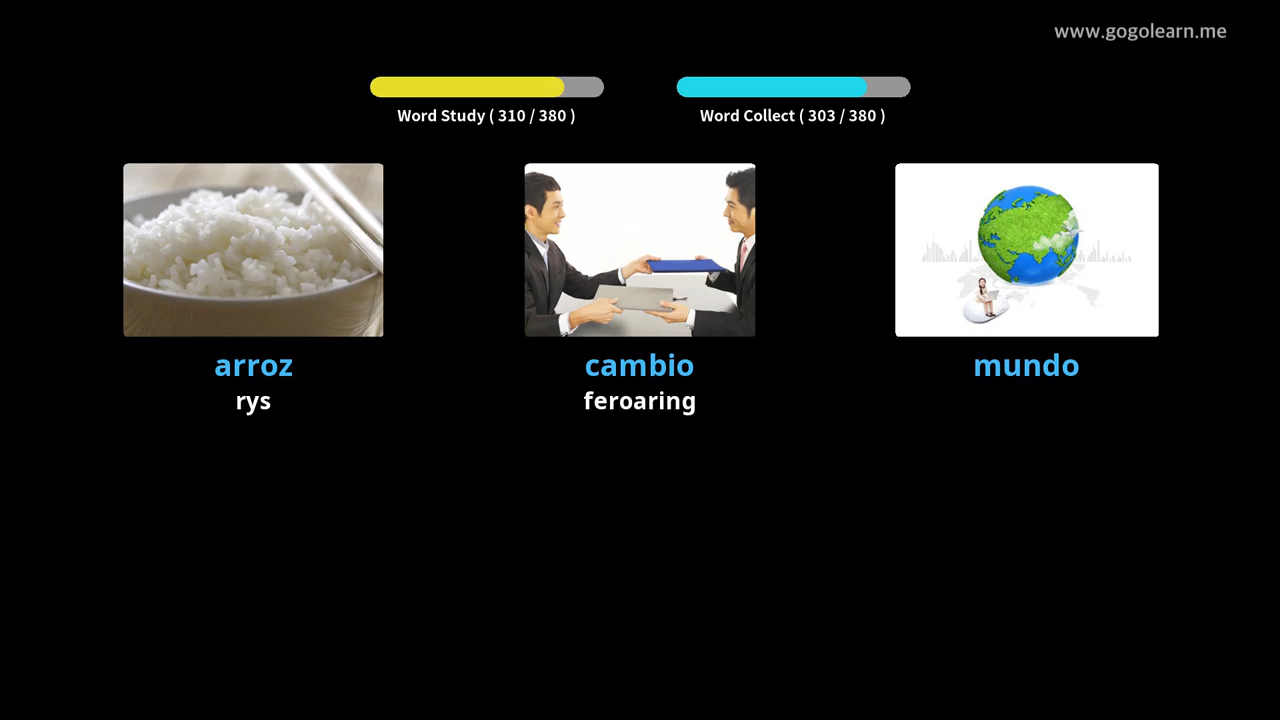 www.gogolearn.me
Word Study ( 310 / 380 )
Word Collect ( 303 / 380 )
arroz
rys
cambio
feroaring
mundo